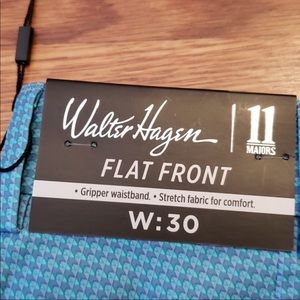 Walter Hagen
11
MAJORS
FLAT FRONT
• Gripper waistband. • Stretch fabric for comfort.
W:30